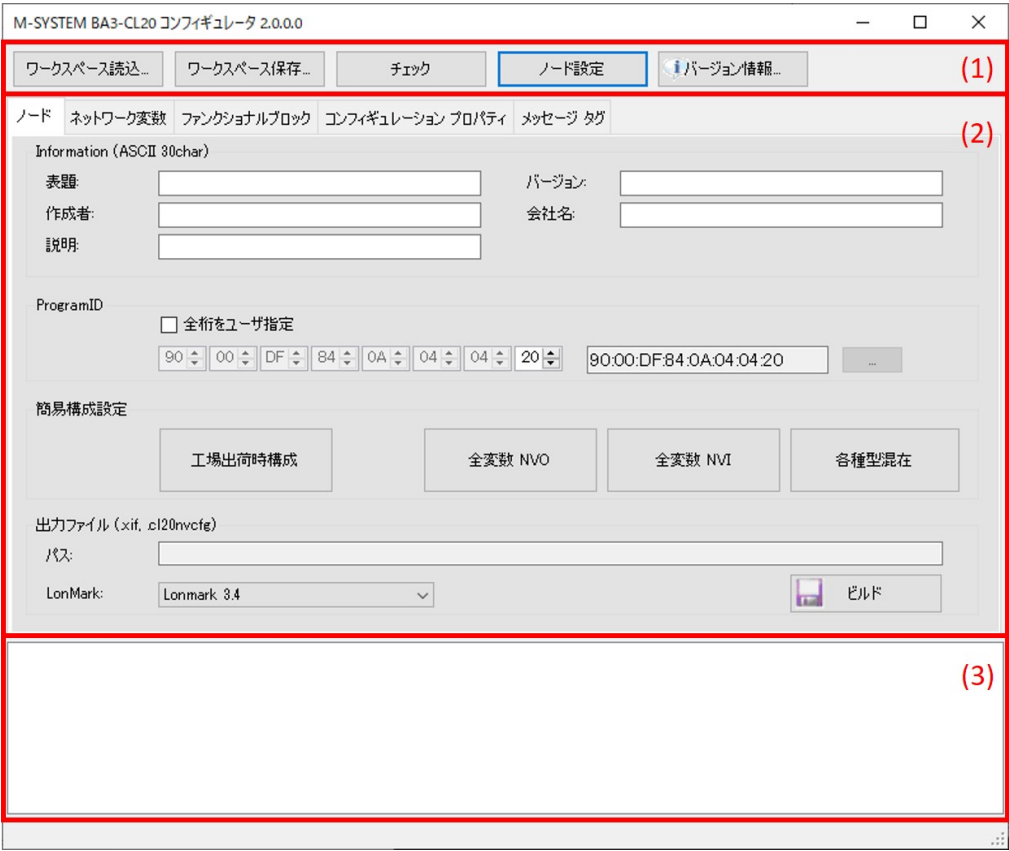 M-SYSTEM BA3-CL20 コンフィギュレータ 2.0.0.0
ワークスペース読込... ワークスペース保存... チェック ノード設定 バージョン情報... (1)
ノード ネットワーク変数 ファンクショナルブロック コンフィギュレーション プロパティ メッセージ タグ (2)
Information (ASCII 30char)
表題: バージョン:
作成者: 会社名:
説明:
ProgramID
全桁をユーザ指定
90 00 DF 84 0A 04 04 20 90:00:DF:84:0A:04:04:20 ...
簡易構成設定
工場出荷時構成 全変数 NVO 全変数 NVI 各種型混在
出力ファイル (.xif, .cl20nvcfg)
パス:
LonMark: Lonmark 3.4 ビルド
(3)